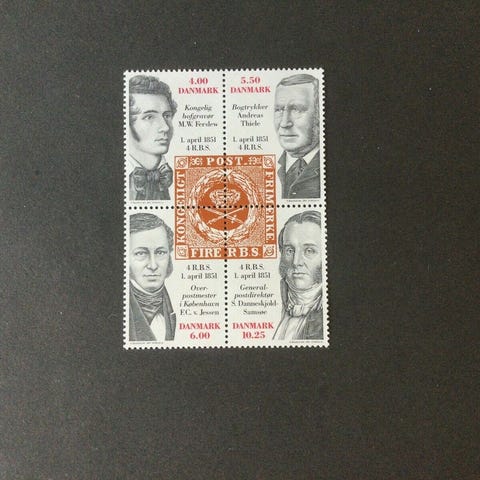 4.00
DANMARK
Kongelig
hofgravør
M.W. Ferslew
1. april 1851
4 R.B.S.
5.50
DANMARK
Bogtrykker
Andreas
Thiele
1. april 1851
4 R.B.S.
KONGELIGT
POST
FRIMÆRKE
FIRE R.B.S.
4 R.B.S.
1. april 1851
Over-
postmester
i København
F.C. v. Jessen
DANMARK
6.00
4 R.B.S.
1. april 1851
General-
postdirektør
S. Danneskjold-
Samsøe
DANMARK
10.25